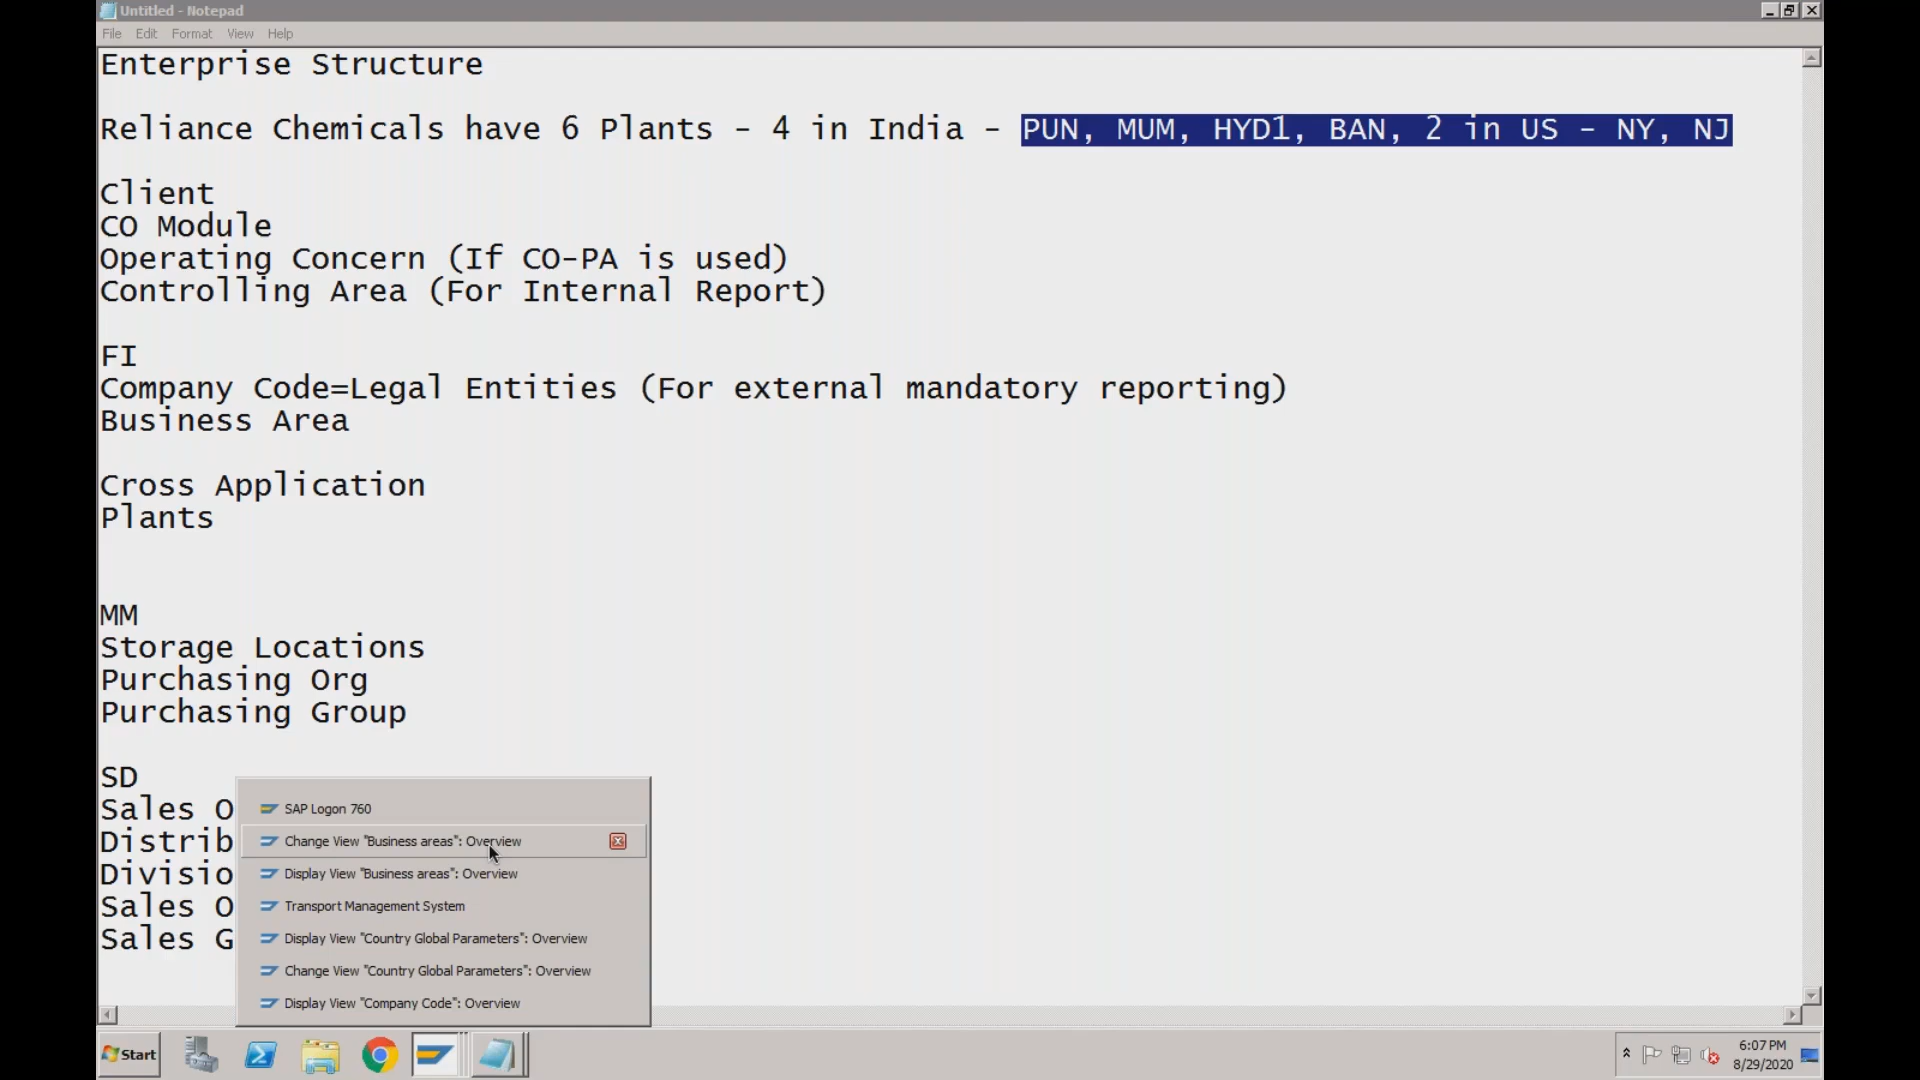 Untitled - Notepad
File Edit Format View Help
Enterprise Structure
Reliance Chemicals have 6 Plants - 4 in India - PUN, MUM, HYD1, BAN, 2 in US - NY, NJ
Client
CO Module
Operating Concern (If CO-PA is used)
Controlling Area (For Internal Report)
FI
Company Code=Legal Entities (For external mandatory reporting)
Business Area
Cross Application
Plants
MM
Storage Locations
Purchasing Org
Purchasing Group
SD
Sales O
Distrib
Divisio
Sales O
Sales G
SAP Logon 760
Change View "Business areas": Overview
Display View "Business areas": Overview
Transport Management System
Display View "Country Global Parameters": Overview
Change View "Country Global Parameters": Overview
Display View "Company Code": Overview
Start
6:07 PM
8/29/2020